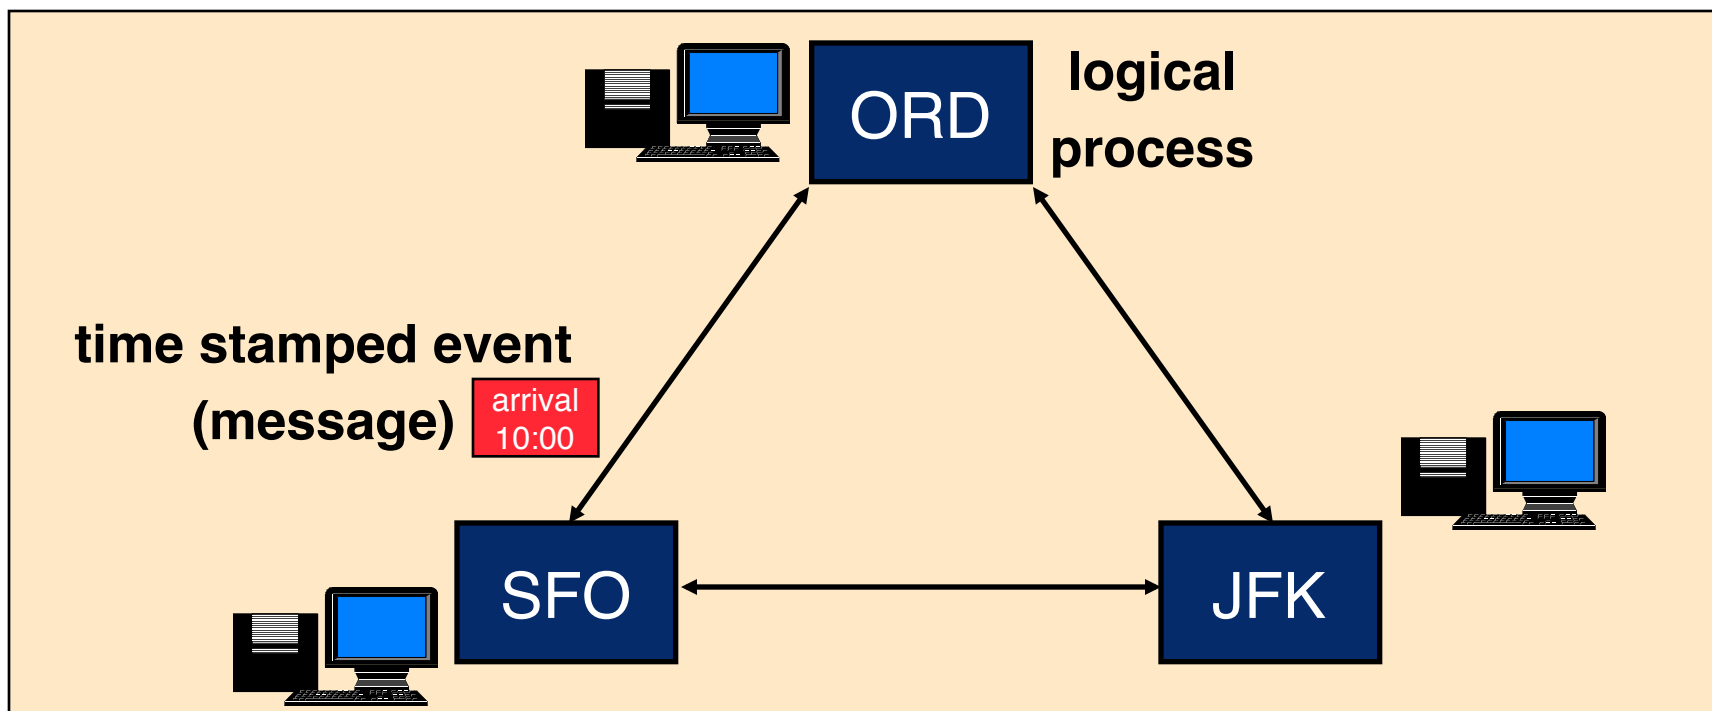 ORD
logical
process
time stamped event
(message)
arrival
10:00
SFO
JFK